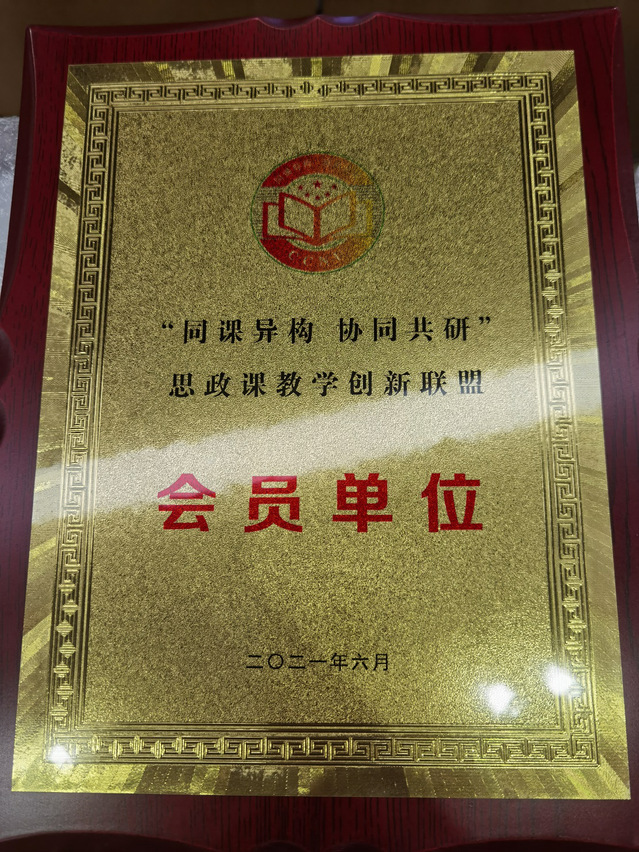 “同课异构 协同共研”
思政课教学创新联盟
会员单位
二〇二一年六月